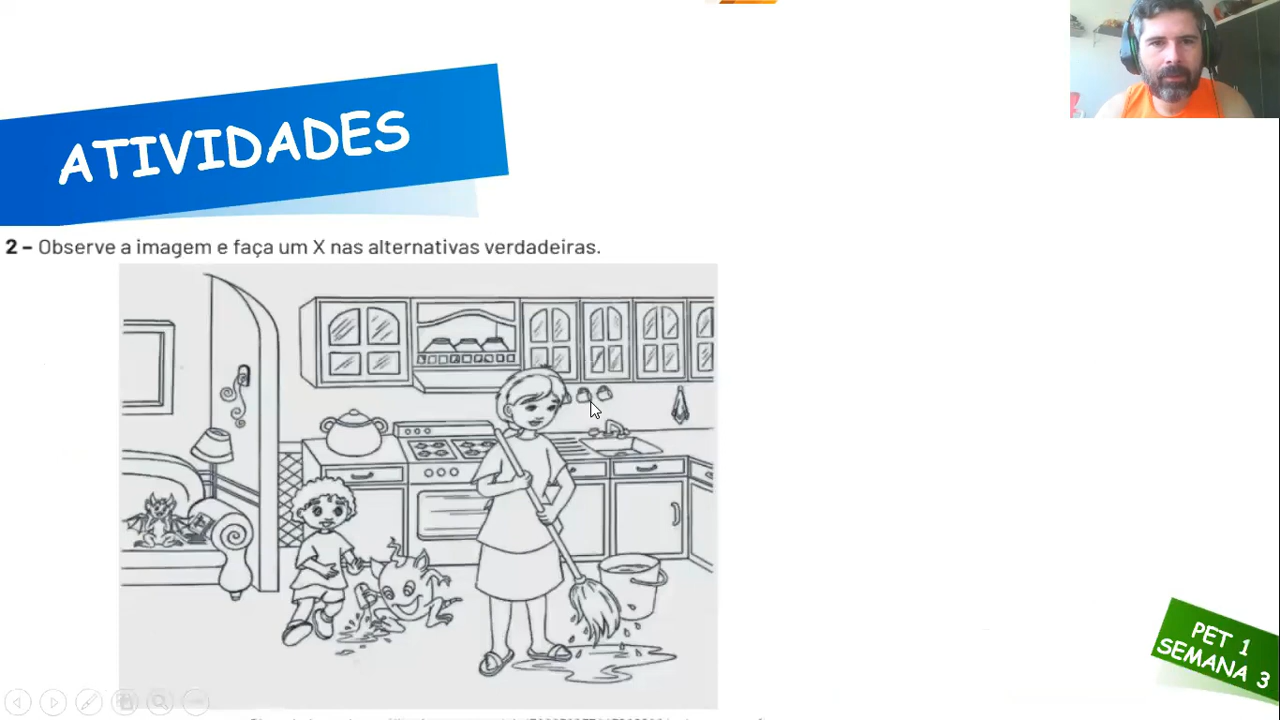 ATIVIDADES
2 – Observe a imagem e faça um X nas alternativas verdadeiras.
PET 1
SEMANA 3